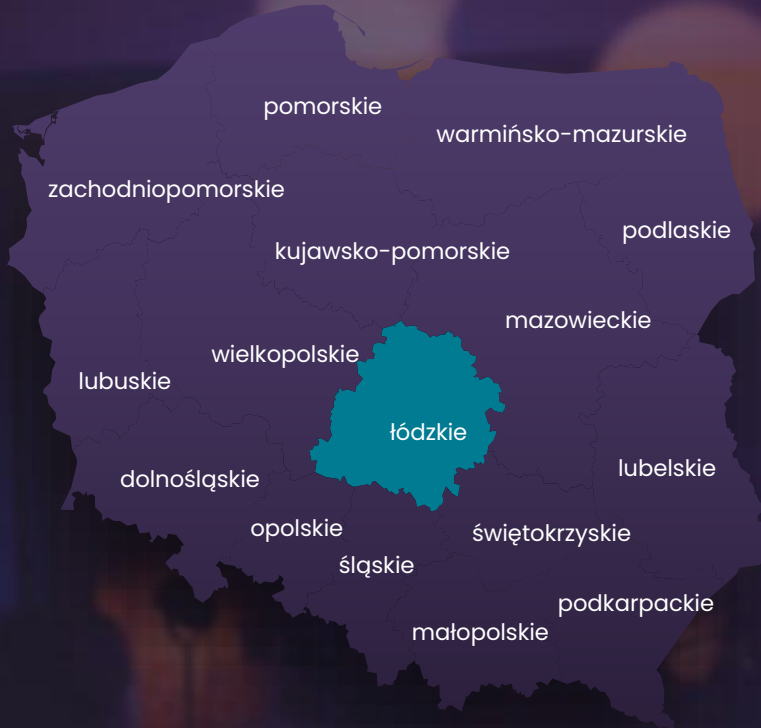 pomorskie
warmińsko-mazurskie
zachodniopomorskie
podlaskie
kujawsko-pomorskie
mazowieckie
wielkopolskie
lubuskie
łódzkie
lubelskie
dolnośląskie
opolskie
świętokrzyskie
śląskie
podkarpackie
małopolskie